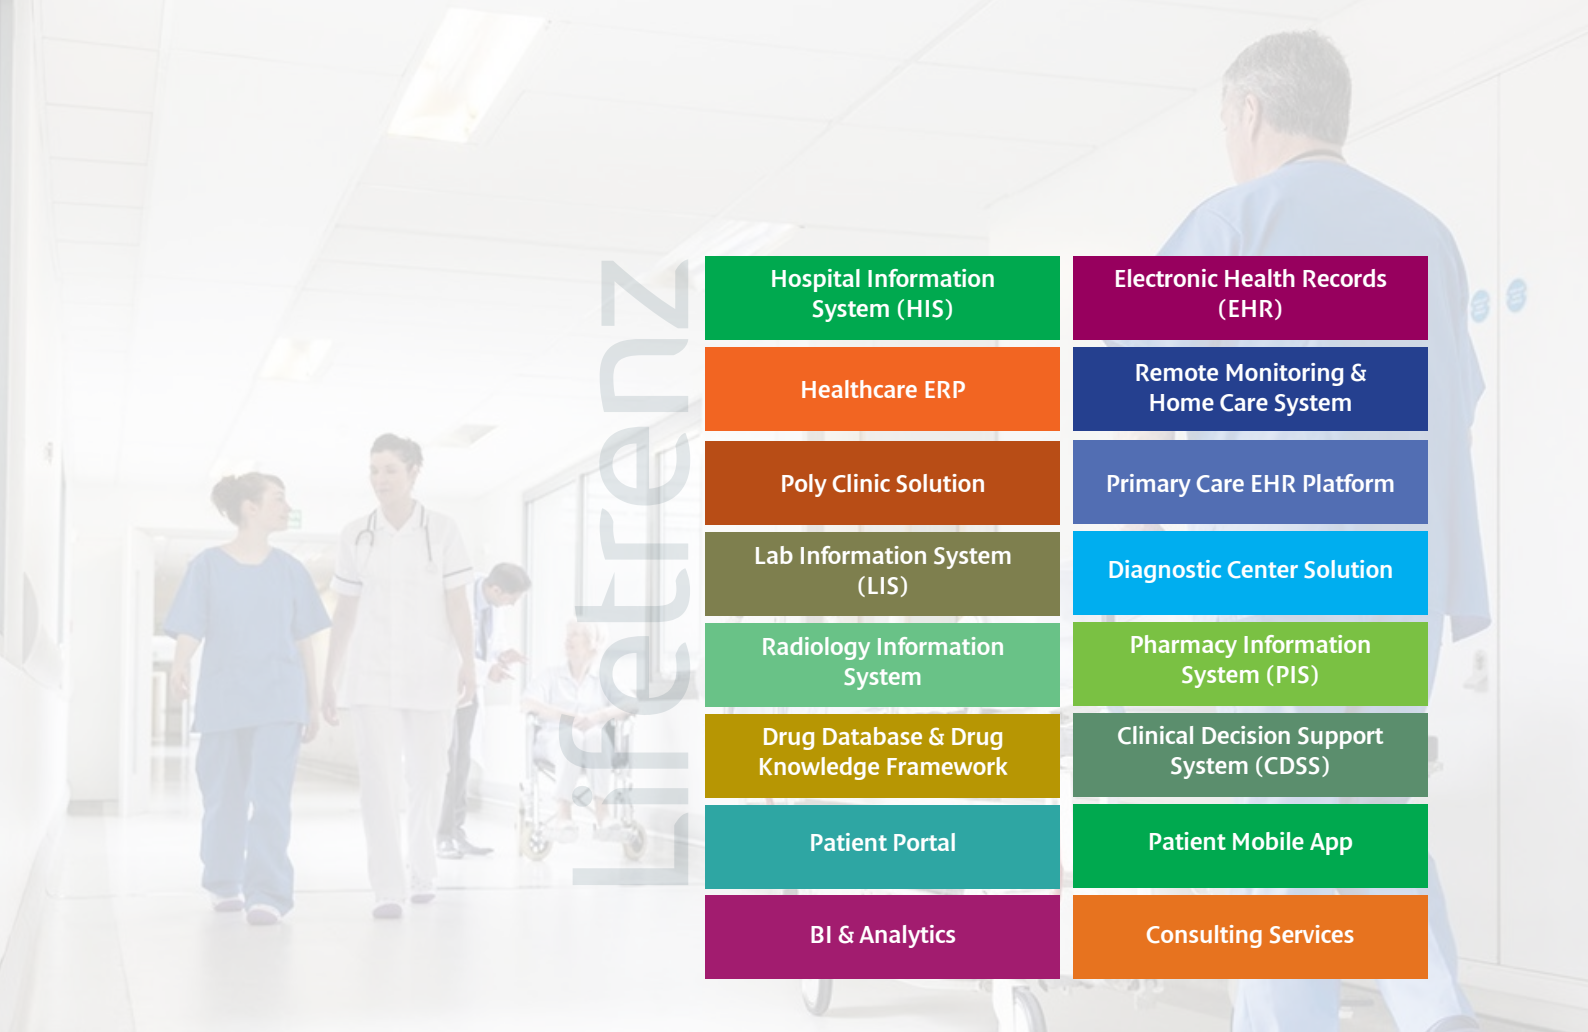 Lifetrenz
Hospital Information
System (HIS)
Electronic Health Records
(EHR)
Healthcare ERP
Remote Monitoring &
Home Care System
Poly Clinic Solution
Primary Care EHR Platform
Lab Information System
(LIS)
Diagnostic Center Solution
Radiology Information
System
Pharmacy Information
System (PIS)
Drug Database & Drug
Knowledge Framework
Clinical Decision Support
System (CDSS)
Patient Portal
Patient Mobile App
BI & Analytics
Consulting Services